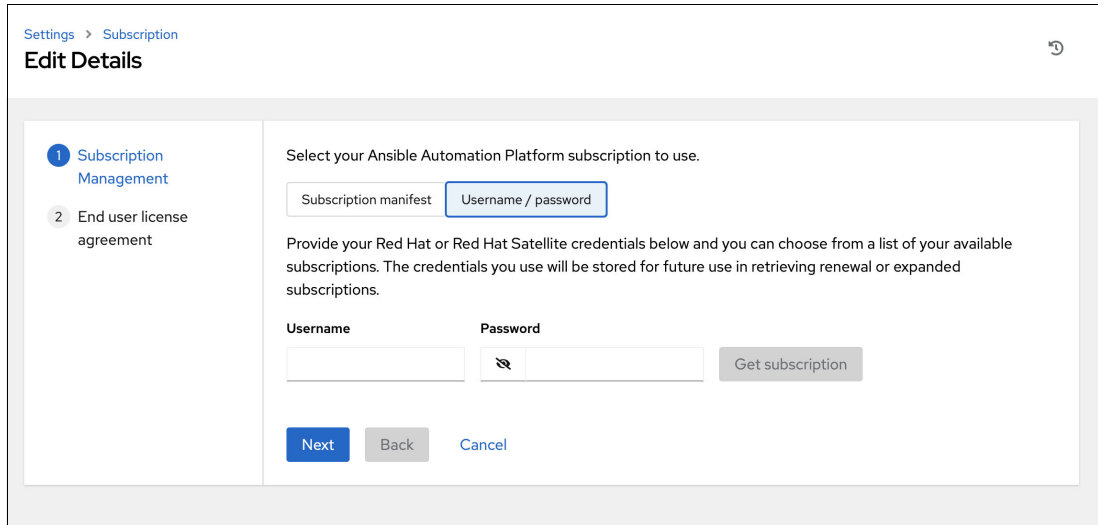 Settings > Subscription
Edit Details
1 Subscription
Management
2 End user license
agreement
Select your Ansible Automation Platform subscription to use.
Subscription manifest Username / password
Provide your Red Hat or Red Hat Satellite credentials below and you can choose from a list of your available
subscriptions. The credentials you use will be stored for future use in retrieving renewal or expanded
subscriptions.
Username Password
Get subscription
Next Back Cancel